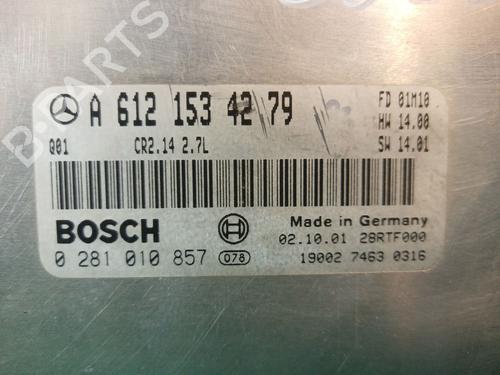 B-PARTS
A 612 153 42 79
FD 01M10
HW 14.00
Q01 CR2.14 2.7L
SW 14.01
BOSCH
Made in Germany
02.10.01 28RTF000
0 281 010 857 078
19002 7463 0316